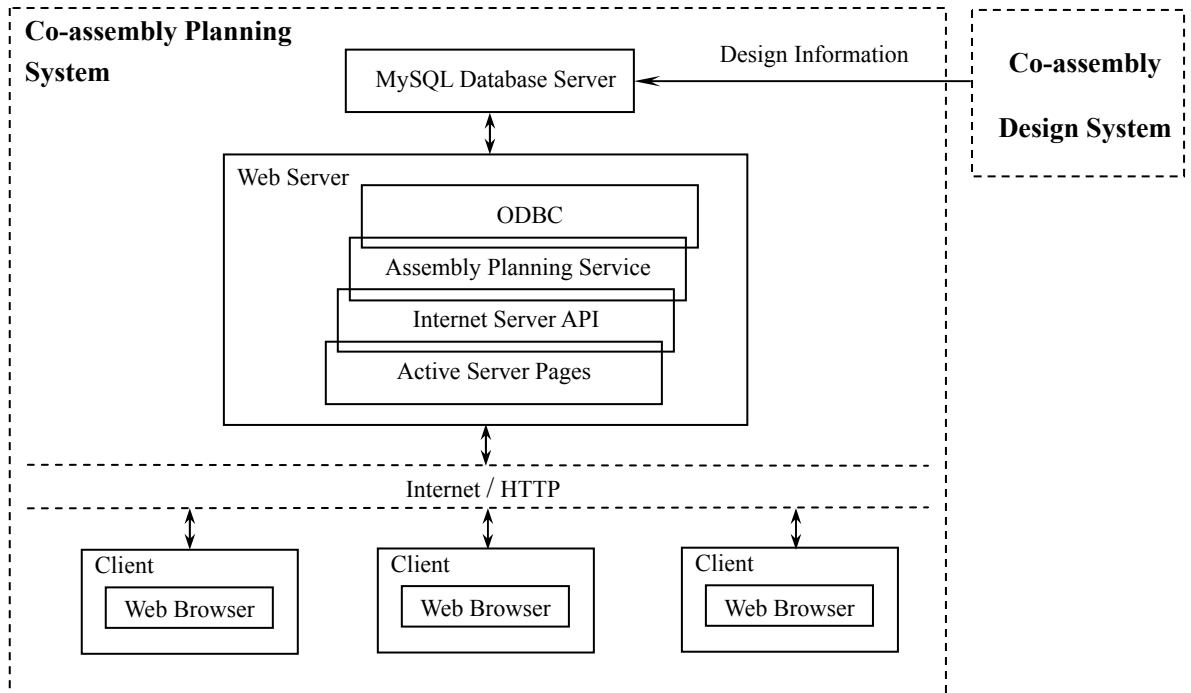 Co-assembly Planning
System
MySQL Database Server
Design Information
Co-assembly
Design System
Web Server
ODBC
Assembly Planning Service
Internet Server API
Active Server Pages
Internet / HTTP
Client
Web Browser
Client
Web Browser
Client
Web Browser